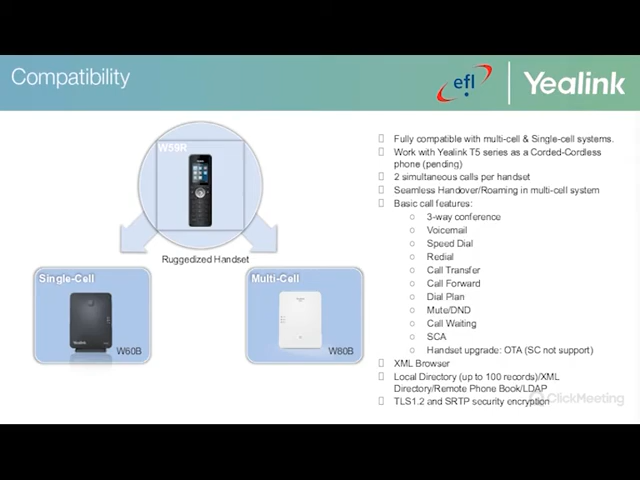 Compatibility
efl
Yealink
W59R
Ruggedized Handset
Single-Cell
W60B
Multi-Cell
W80B
Fully compatible with multi-cell & Single-cell systems.
Work with Yealink T5 series as a Corded-Cordless
phone (pending)
2 simultaneous calls per handset
Seamless Handover/Roaming in multi-cell system
Basic call features:
3-way conference
Voicemail
Speed Dial
Redial
Call Transfer
Call Forward
Dial Plan
Mute/DND
Call Waiting
SCA
Handset upgrade: OTA (SC not support)
XML Browser
Local Directory (up to 100 records)/XML
Directory/Remote Phone Book/LDAP
TLS1.2 and SRTP security encryption
ClickMeeting